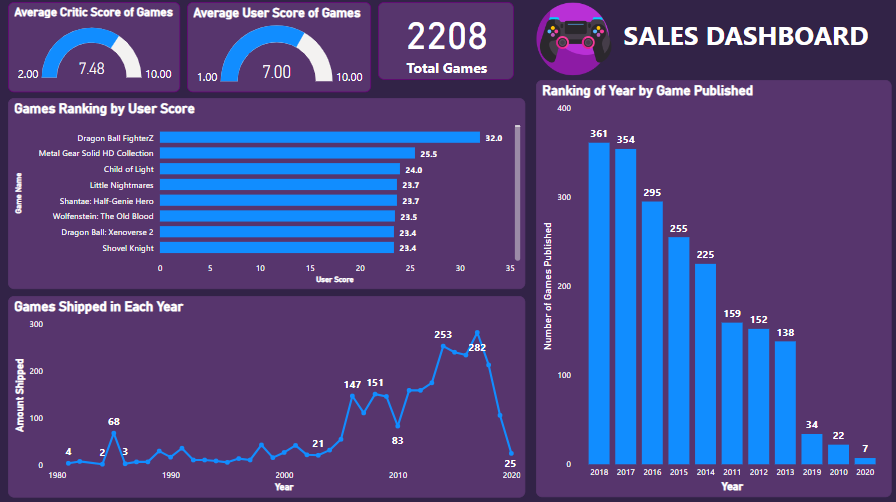 Average Critic Score of Games
2.00
7.48
10.00
Average User Score of Games
1.00
7.00
10.00
2208
Total Games
SALES DASHBOARD
Games Ranking by User Score
Game Name
Dragon Ball FighterZ 32.0
Metal Gear Solid HD Collection 25.5
Child of Light 24.0
Little Nightmares 23.7
Shantae: Half-Genie Hero 23.7
Wolfenstein: The Old Blood 23.5
Dragon Ball: Xenoverse 2 23.4
Shovel Knight 23.4
0 5 10 15 20 25 30 35
User Score
Games Shipped in Each Year
Amount Shipped
300
200
100
0
4
68
2
3
21
147
151
83
253
282
25
1980 1990 2000 2010 2020
Year
Ranking of Year by Game Published
Number of Games Published
400
300
200
100
0
361
354
295
255
225
159
152
138
34
22
7
2018 2017 2016 2015 2014 2011 2012 2013 2019 2010 2020
Year